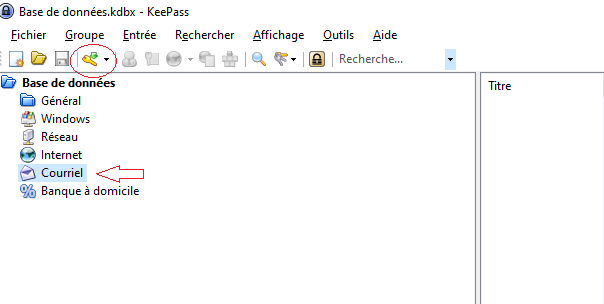 Base de données.kdbx - KeePass
Fichier Groupe Entrée Rechercher Affichage Outils Aide
Recherche...
Base de données
Titre
Général
Windows
Réseau
Internet
Courriel
Banque à domicile